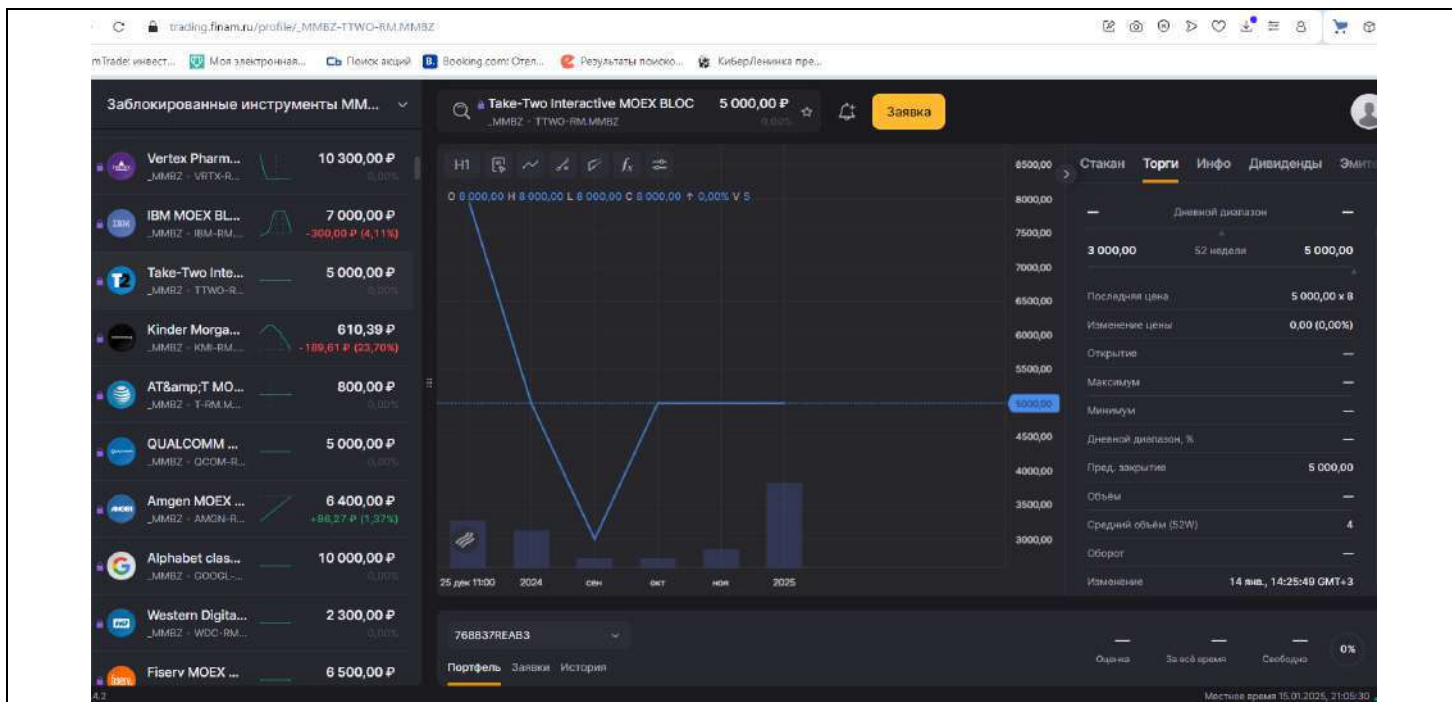 trading.finam.ru/profile/_MMBZ-TTWO-RM.MMBZ
mTrade: инвест...
Моя электронная...
Съ Поиск акций
B. Booking.com: Отел...
Результаты поиско...
КиберЛенинка пре...
Заблокированные инструменты ММ...
Take-Two Interactive MOEX BLOC 5 000,00 ₽
_MMBZ - TTWO-RM.MMBZ 0,00%
Заявка
Vertex Pharm... 10 300,00 ₽
_MMBZ - VRTX-R... 0,00%
IBM MOEX BL... 7 000,00 ₽
_MMBZ - IBM-RM... -300,00 ₽ (4,11%)
Take-Two Inte... 5 000,00 ₽
_MMBZ - TTWO-R... 0,00%
Kinder Morga... 610,39 ₽
_MMBZ - KMI-RM... -189,61 ₽ (23,70%)
AT&amp;T MO... 800,00 ₽
_MMBZ - T-RM.M... 0,00%
QUALCOMM ... 5 000,00 ₽
_MMBZ - QCOM-R... 0,00%
Amgen MOEX ... 6 400,00 ₽
_MMBZ - AMGN-R... +86,27 ₽ (1,37%)
Alphabet clas... 10 000,00 ₽
_MMBZ - GOOGL-... 0,00%
Western Digita... 2 300,00 ₽
_MMBZ - WDC-RM... 0,00%
Fiserv MOEX ... 6 500,00 ₽
4.2
H1
O 8 000,00 H 8 000,00 L 8 000,00 C 8 000,00 ↑ 0,00% V 5
8500,00
8000,00
7500,00
7000,00
6500,00
6000,00
5500,00
5000,00
4500,00
4000,00
3500,00
3000,00
25 дек 11:00 2024 сен окт ноя 2025
768837REAB3
Портфель Заявки История
Стакан Торги Инфо Дивиденды Эмит
— Дневной диапазон —
3 000,00 52 недели 5 000,00
Последняя цена 5 000,00 x 8
Изменение цены 0,00 (0,00%)
Открытие —
Максимум —
Минимум —
Дневной диапазон, % —
Пред. закрытие 5 000,00
Объём —
Средний объём (52W) 4
Оборот —
Изменение 14 янв., 14:25:49 GMT+3
— — —
Оценка За всё время Свободно 0%
Местное время 15.01.2025, 21:05:30